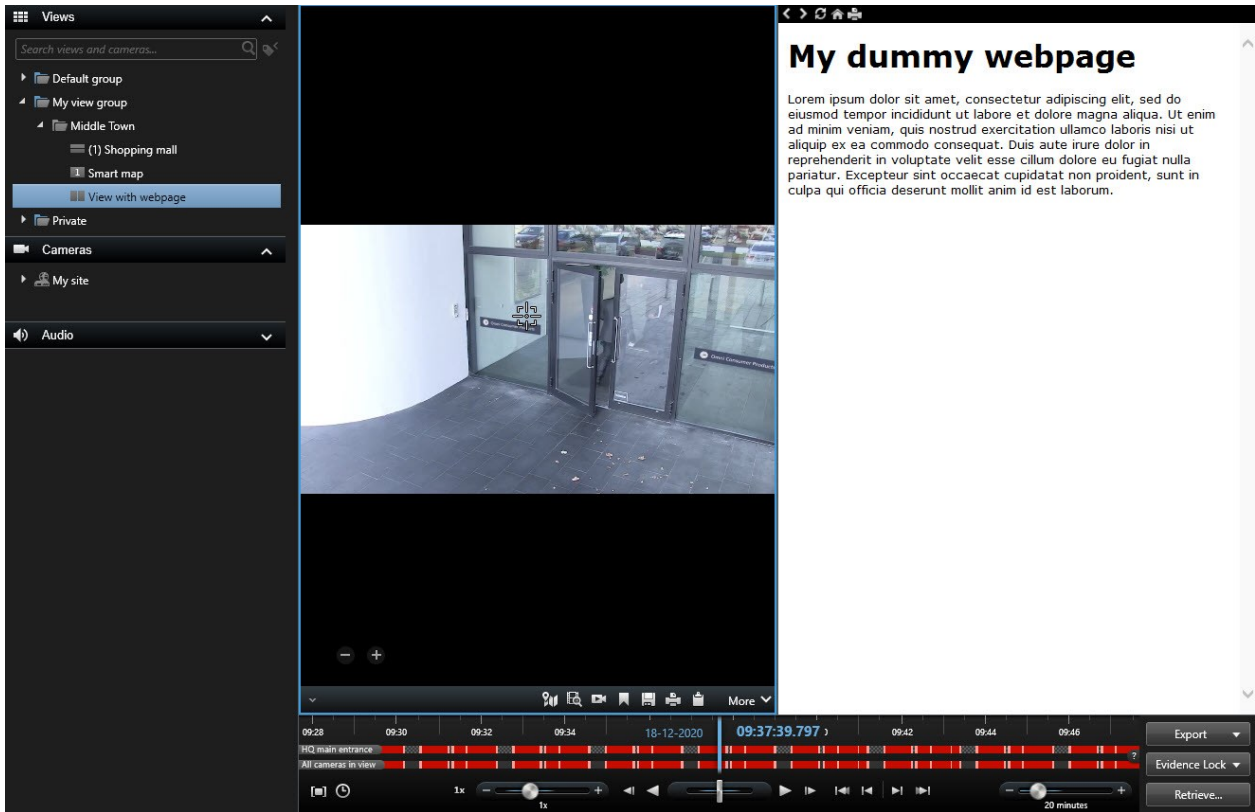 Views
Search views and cameras...
Default group
My view group
Middle Town
(1) Shopping mall
1 Smart map
View with webpage
Private
Cameras
My site
Audio
Omni Consumer Products
More
My dummy webpage
Lorem ipsum dolor sit amet, consectetur adipiscing elit, sed do
eiusmod tempor incididunt ut labore et dolore magna aliqua. Ut enim
ad minim veniam, quis nostrud exercitation ullamco laboris nisi ut
aliquip ex ea commodo consequat. Duis aute irure dolor in
reprehenderit in voluptate velit esse cillum dolore eu fugiat nulla
pariatur. Excepteur sint occaecat cupidatat non proident, sunt in
culpa qui officia deserunt mollit anim id est laborum.
09:28 09:30 09:32 09:34 18-12-2020 09:37:39.797 09:42 09:44 09:46
HQ main entrance
All cameras in view
?
1x
1x
20 minutes
Export
Evidence Lock
Retrieve...